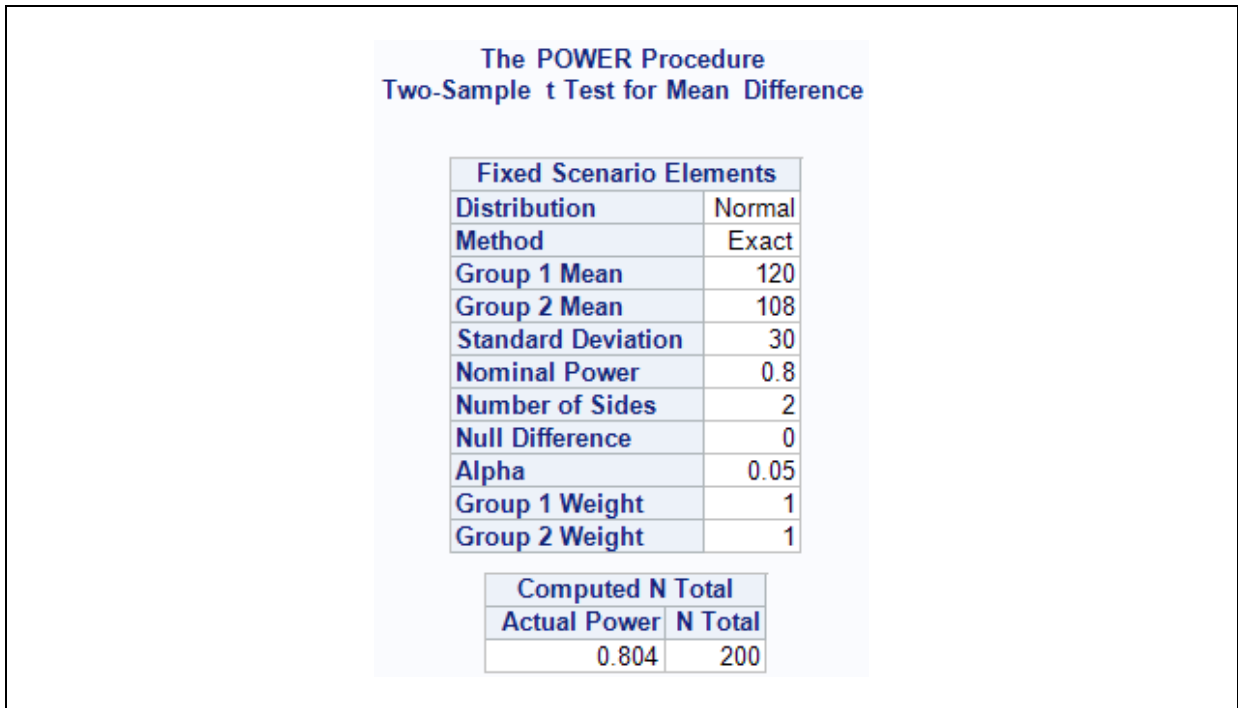 The POWER Procedure
Two-Sample t Test for Mean Difference
Fixed Scenario Elements
Distribution Normal
Method Exact
Group 1 Mean 120
Group 2 Mean 108
Standard Deviation 30
Nominal Power 0.8
Number of Sides 2
Null Difference 0
Alpha 0.05
Group 1 Weight 1
Group 2 Weight 1
Computed N Total
Actual Power N Total
0.804 200